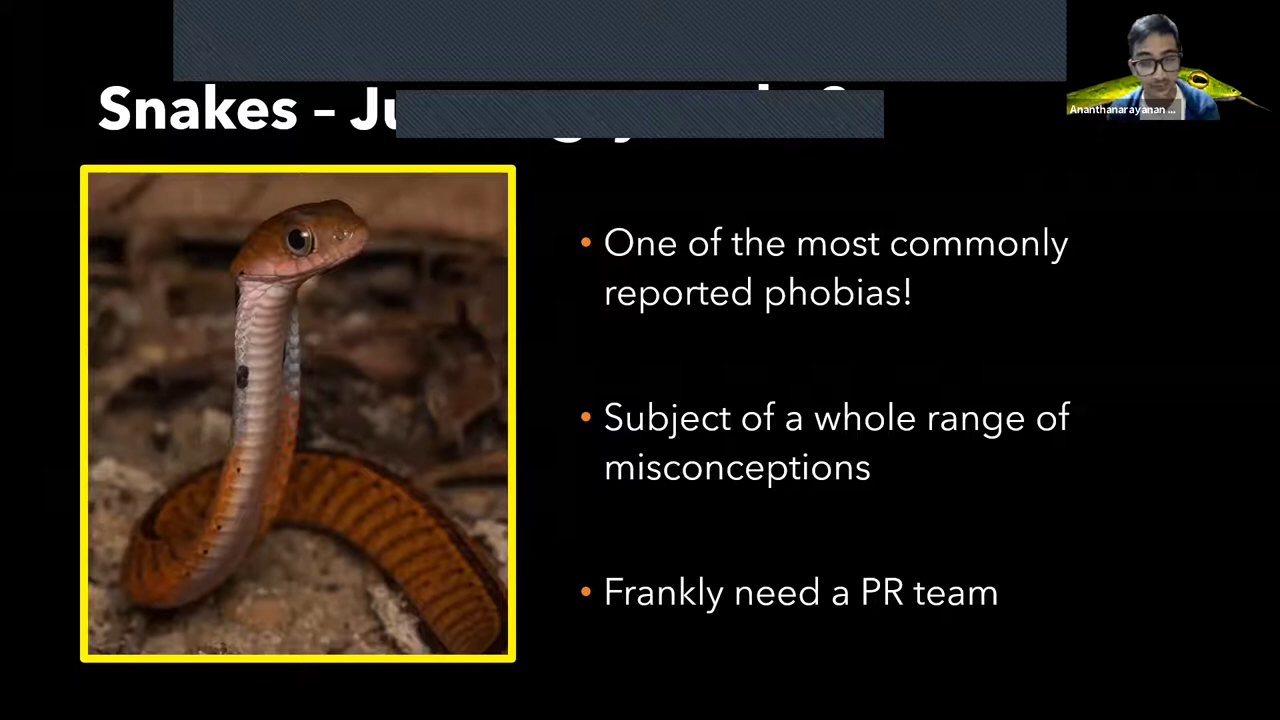 Snakes –
Ananthanarayanan ...
One of the most commonly
reported phobias!
Subject of a whole range of
misconceptions
Frankly need a PR team